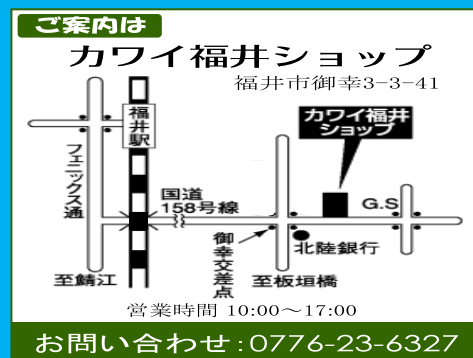 ご案内は
カワイ福井ショップ
福井市御幸3-3-41
カワイ福井
ショップ
福井駅
フェニックス通
国道
158号線
G.S
御幸交差点
北陸銀行
至鯖江
至板垣橋
営業時間 10:00～17:00
お問い合わせ:0776-23-6327